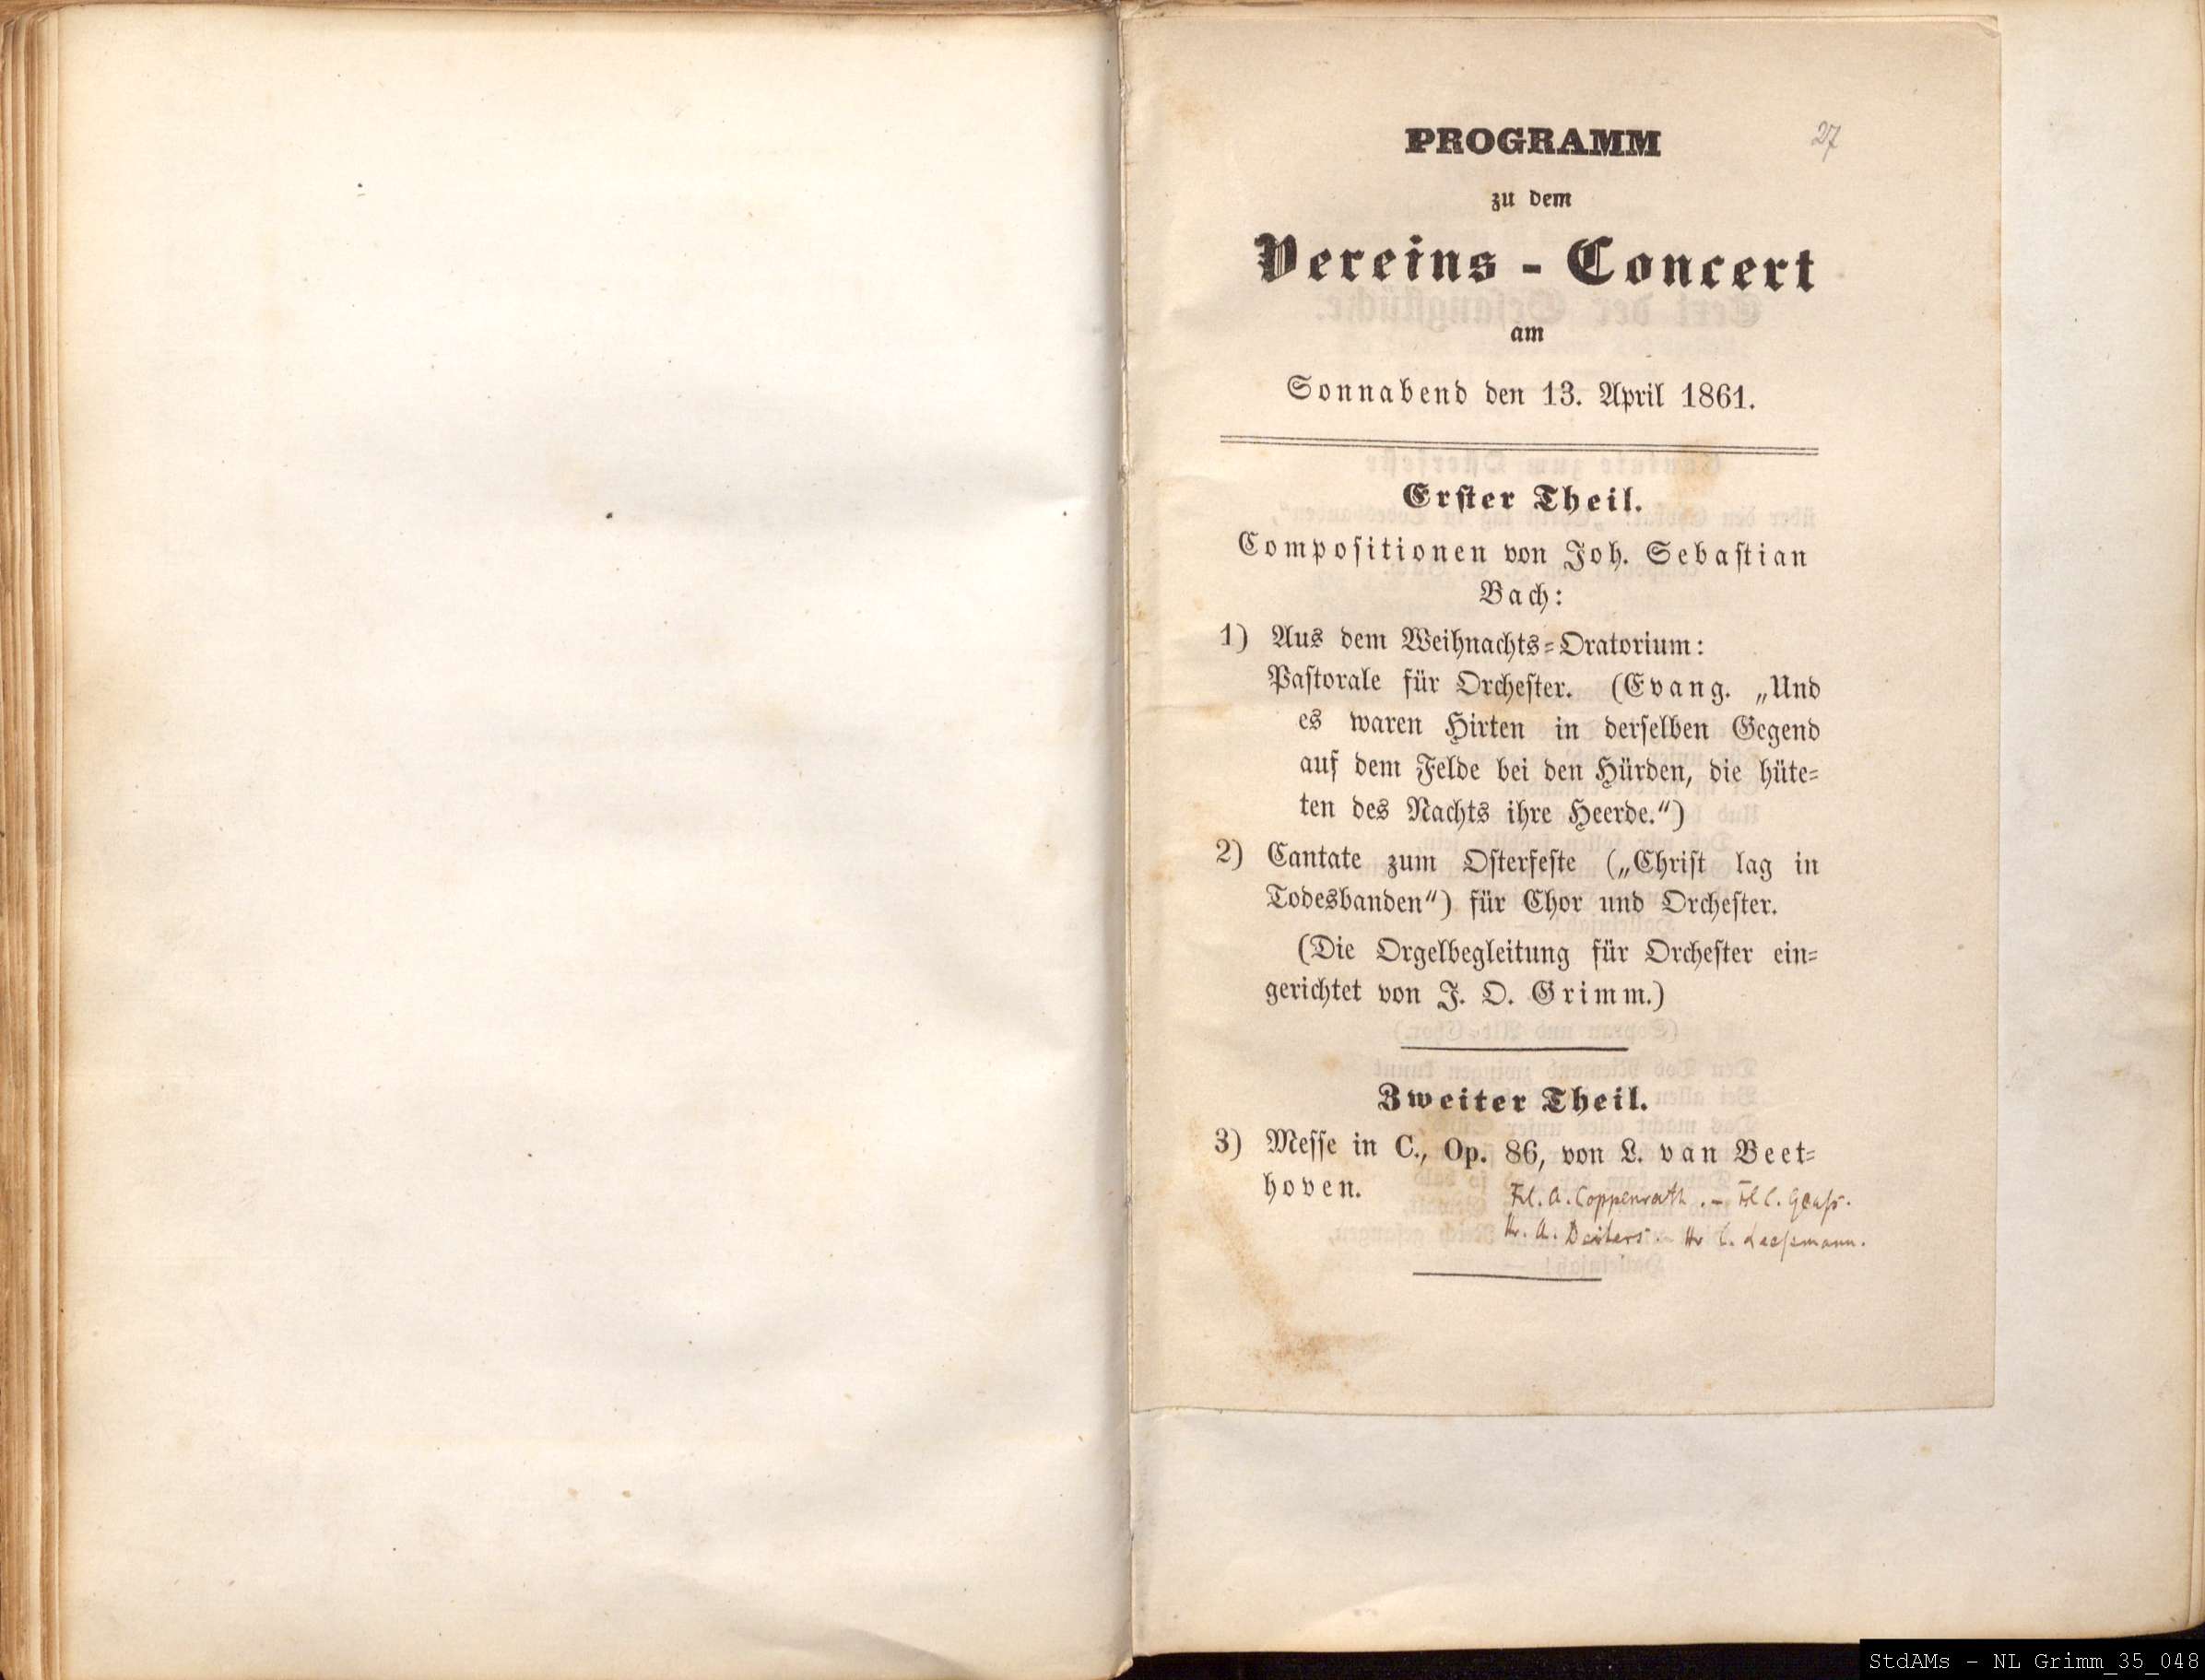 PROGRAMM
27
zu dem
Vereins - Concert
am
Sonnabend den 13. April 1861.
Erster Theil.
Compositionen von Joh. Sebastian
Bach:
1) Aus dem Weihnachts-Oratorium:
Pastorale für Orchester. (Evang. „Und
es waren Hirten in derselben Gegend
auf dem Felde bei den Hürden, die hüte-
ten des Nachts ihre Heerde.“)
2) Cantate zum Osterfeste („Christ lag in
Todesbanden“) für Chor und Orchester.
(Die Orgelbegleitung für Orchester ein-
gerichtet von J. O. Grimm.)
Zweiter Theil.
3) Messe in C., Op. 86, von L. van Beet-
hoven.
Frl. A. Coppenrath. – Frl C.
Hr. A. Deiters. Hr C.
StdAMs – NL Grimm_35_048